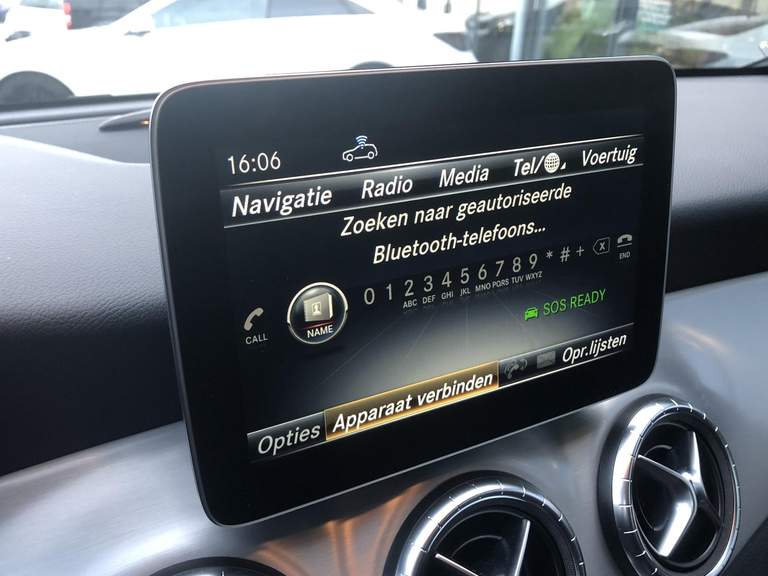 16:06
Navigatie Radio Media Tel/ Voertuig
Zoeken naar geautoriseerde
Bluetooth-telefoons...
CALL NAME 0 1 2 3 4 5 6 7 8 9 * # + END
ABC DEF GHI JKL MNO PQRS TUV WXYZ
SOS READY
Opties Apparaat verbinden Opr.lijsten